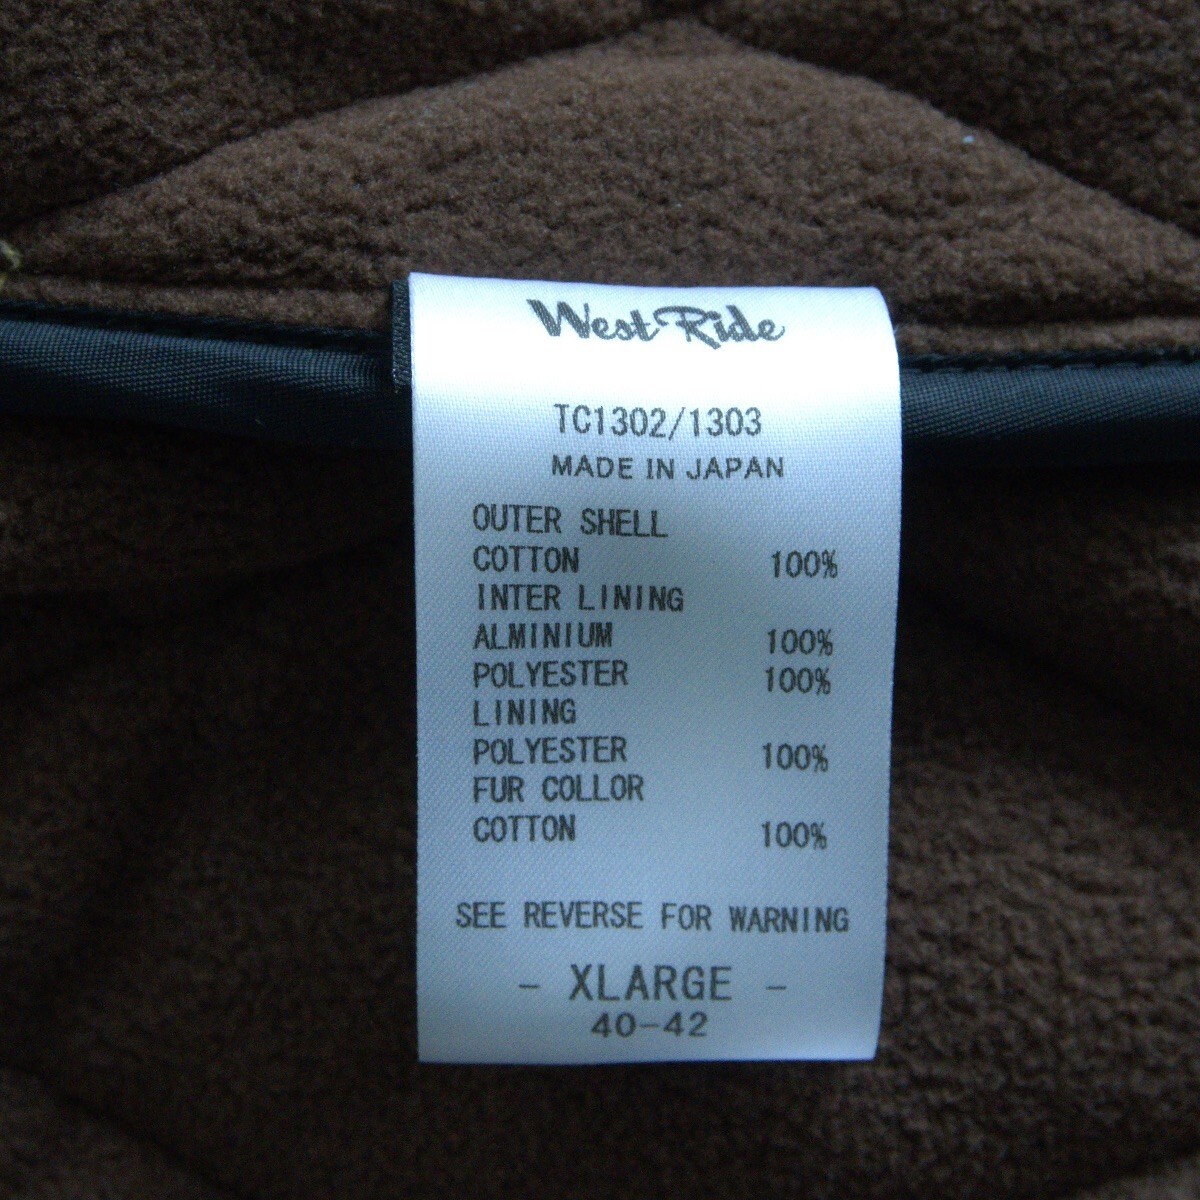 West Ride
TC1302/1303
MADE IN JAPAN
OUTER SHELL
COTTON 100%
INTER LINING
ALMINIUM 100%
POLYESTER 100%
LINING
POLYESTER 100%
FUR COLLOR
COTTON 100%
SEE REVERSE FOR WARNING
- XLARGE -
40-42